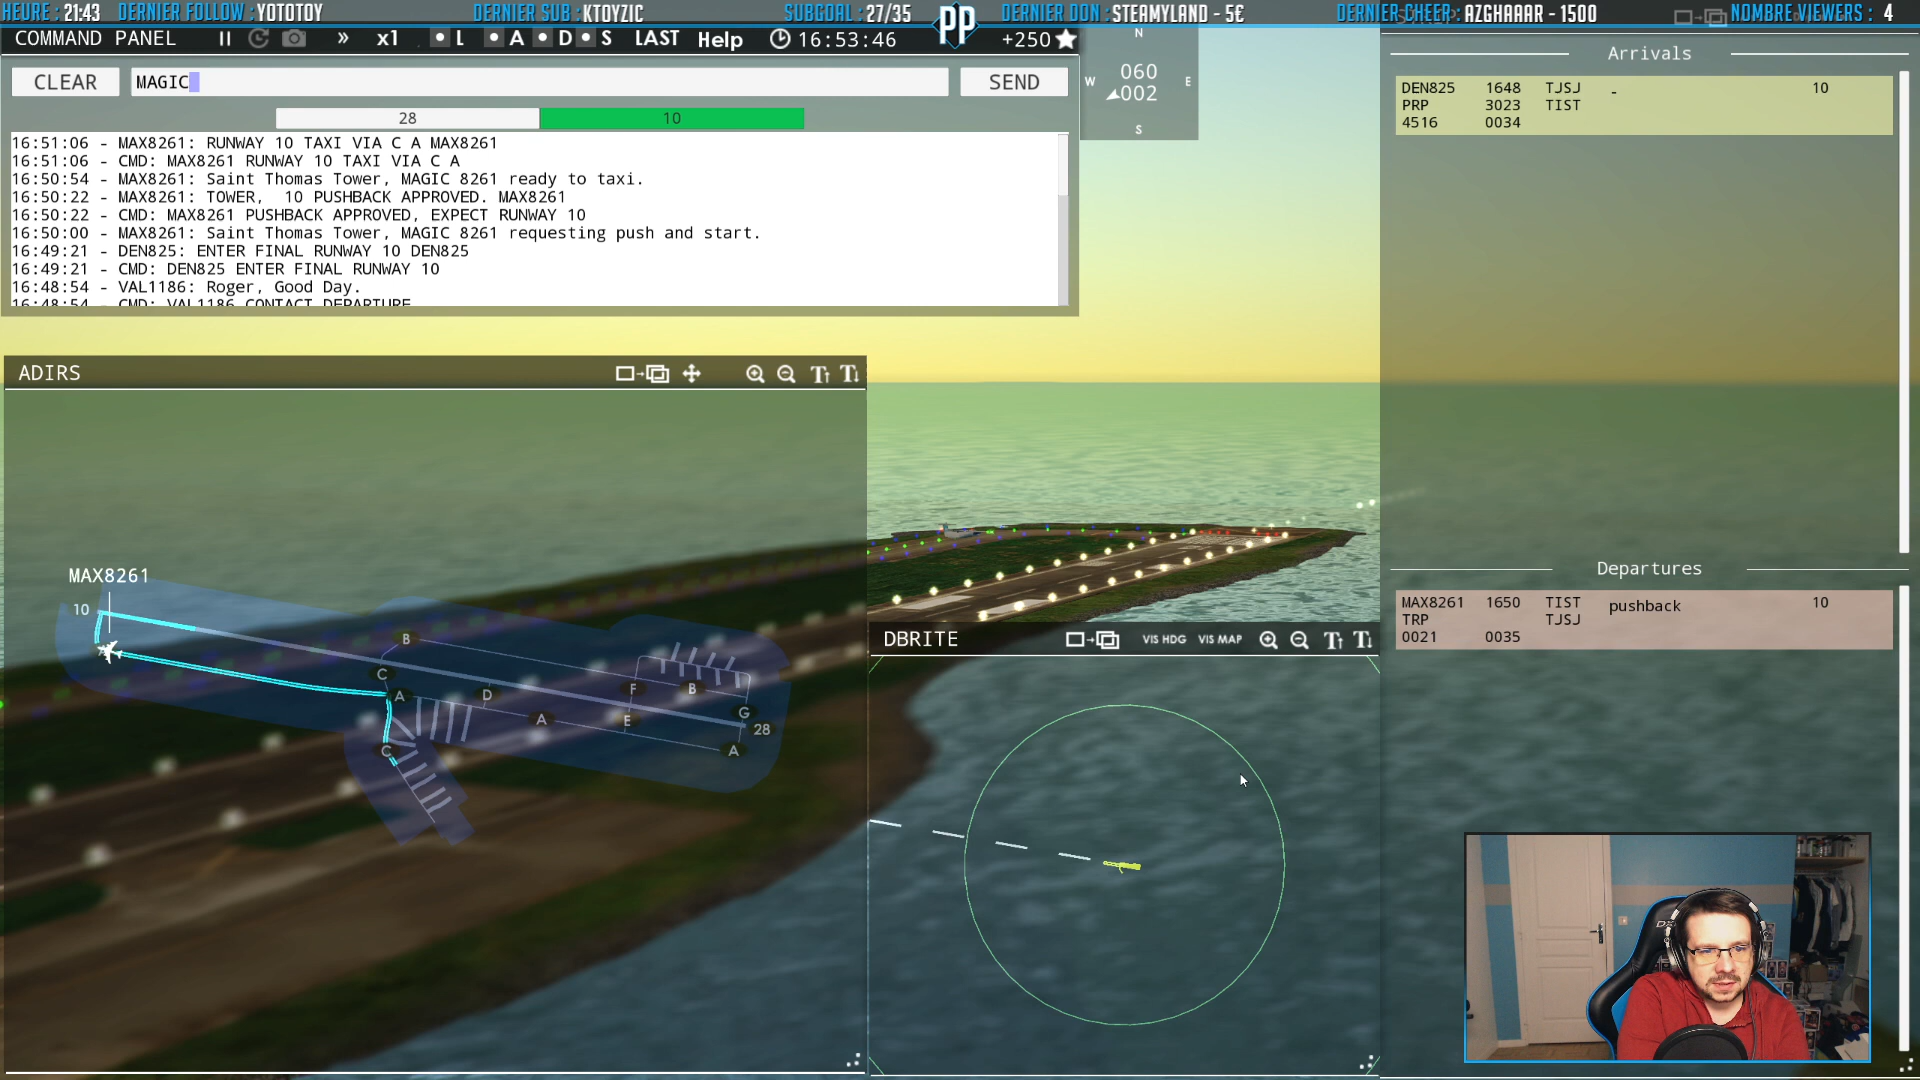 HEURE : 21:43 DERNIER FOLLOW : YOTOTOY DERNIER SUB : KTOYZIC SUBGOAL : 27/35 PP DERNIER DON : STEAMYLAND - 5€ DERNIER CHEER : AZGHAAAR - 1500 NOMBRE VIEWERS : 4
COMMAND PANEL x1 L A D S LAST Help 16:53:46 +250
CLEAR MAGIC SEND
28 10
16:51:06 - MAX8261: RUNWAY 10 TAXI VIA C A MAX8261
16:51:06 - CMD: MAX8261 RUNWAY 10 TAXI VIA C A
16:50:54 - MAX8261: Saint Thomas Tower, MAGIC 8261 ready to taxi.
16:50:22 - MAX8261: TOWER, 10 PUSHBACK APPROVED. MAX8261
16:50:22 - CMD: MAX8261 PUSHBACK APPROVED, EXPECT RUNWAY 10
16:50:00 - MAX8261: Saint Thomas Tower, MAGIC 8261 requesting push and start.
16:49:21 - DEN825: ENTER FINAL RUNWAY 10 DEN825
16:49:21 - CMD: DEN825 ENTER FINAL RUNWAY 10
16:48:54 - VAL1186: Roger, Good Day.
16:48:54 - CMD: VAL1186 CONTACT DEPARTURE
N
W 060 E
002
S
Arrivals
DEN825 1648 TJSJ - 10
PRP 3023 TIST
4516 0034
ADIRS
MAX8261
10
B
C
A
D
F
B
A
E
G
28
A
C
DBRITE VIS HDG VIS MAP
Departures
MAX8261 1650 TIST pushback 10
TRP TJSJ
0021 0035